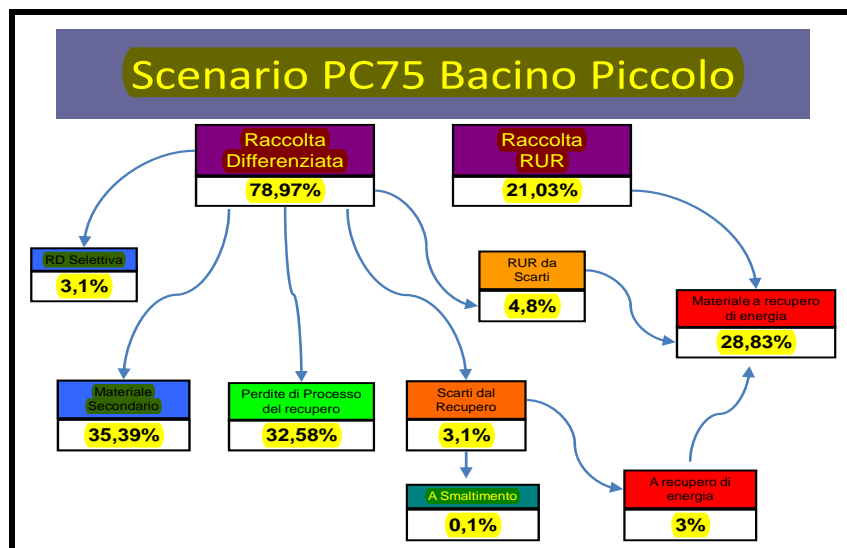 Scenario PC75 Bacino Piccolo
Raccolta
Differenziata
78,97%
Raccolta
RUR
21,03%
RD Selettiva
3,1%
RUR da
Scarti
4,8%
Materiale a recupero
di energia
28,83%
Materiale
Secondario
35,39%
Perdite di Processo
del recupero
32,58%
Scarti dal
Recupero
3,1%
A Smaltimento
0,1%
A recupero di
energia
3%